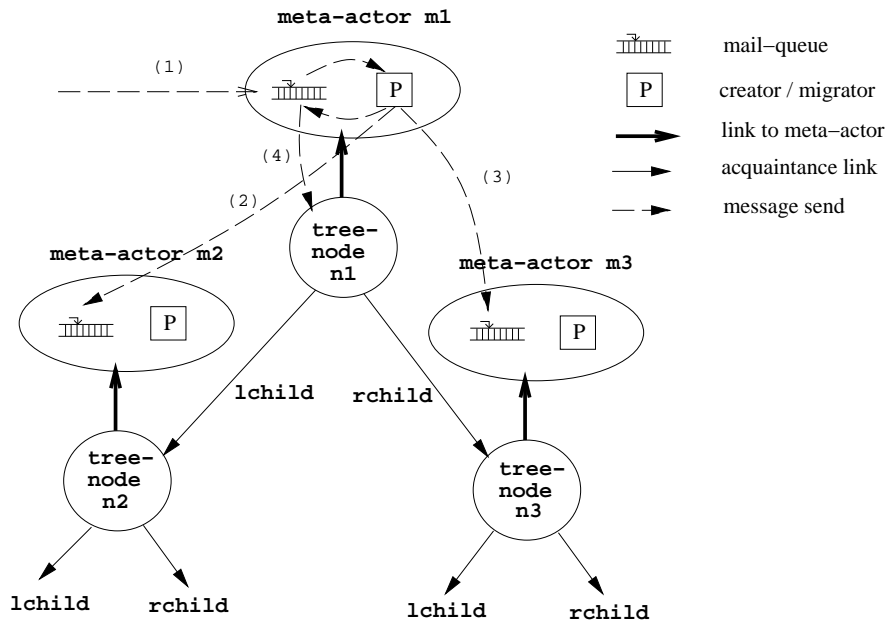 meta-actor m1
(1)
(4)
(2)
(3)
P
tree-
node
n1
meta-actor m2
P
meta-actor m3
P
lchild
rchild
tree-
node
n2
tree-
node
n3
lchild
rchild
lchild
rchild
mail-queue
P
creator / migrator
link to meta-actor
acquaintance link
message send